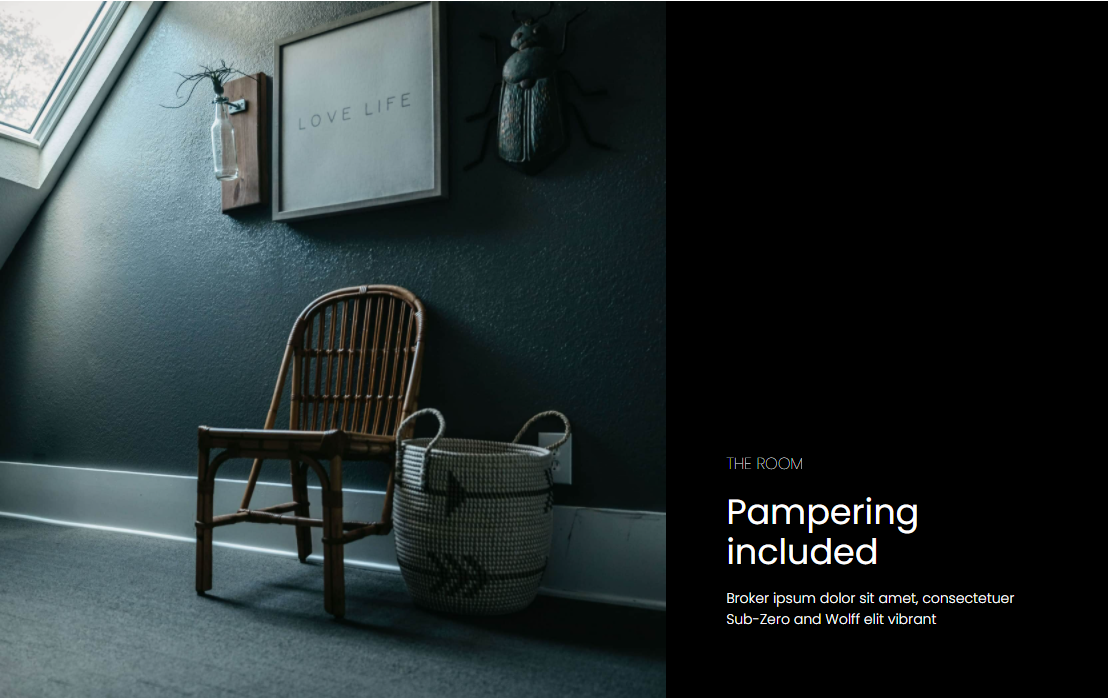 LOVE LIFE
THE ROOM
Pampering
included
Broker ipsum dolor sit amet, consectetuer
Sub-Zero and Wolff elit vibrant